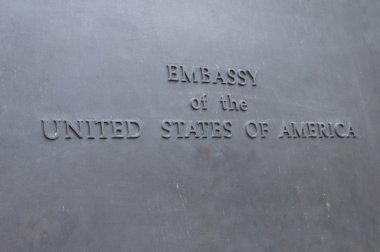 EMBASSY
of the
UNITED STATES OF AMERICA